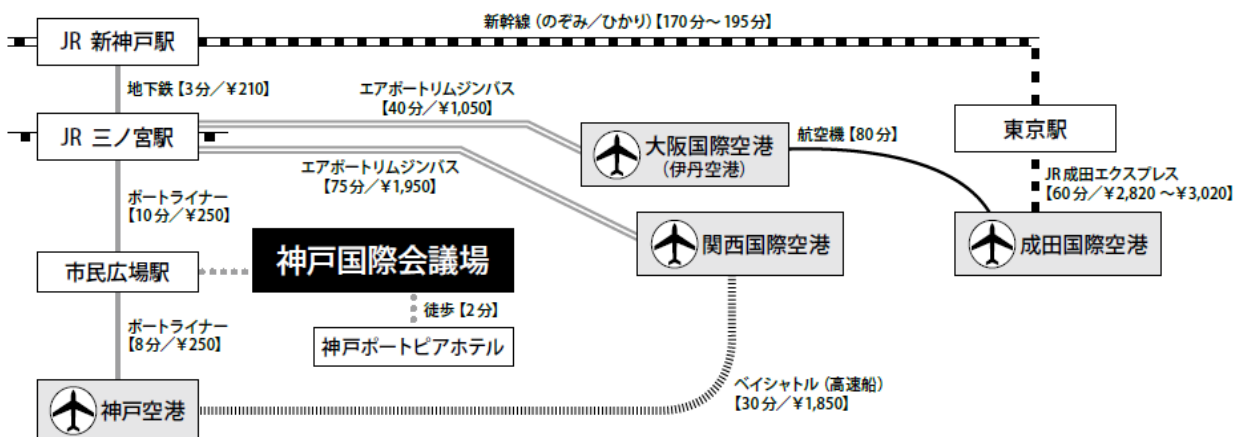 新幹線（のぞみ／ひかり）【170分～195分】
JR 新神戸駅
地下鉄【3分／¥210】
エアポートリムジンバス
【40分／¥1,050】
JR 三ノ宮駅
大阪国際空港
（伊丹空港）
航空機【80分】
東京駅
エアポートリムジンバス
【75分／¥1,950】
JR成田エクスプレス
【60分／¥2,820～¥3,020】
ポートライナー
【10分／¥250】
関西国際空港
成田国際空港
市民広場駅
神戸国際会議場
徒歩【2分】
ポートライナー
【8分／¥250】
神戸ポートピアホテル
ベイシャトル（高速船）
【30分／¥1,850】
神戸空港